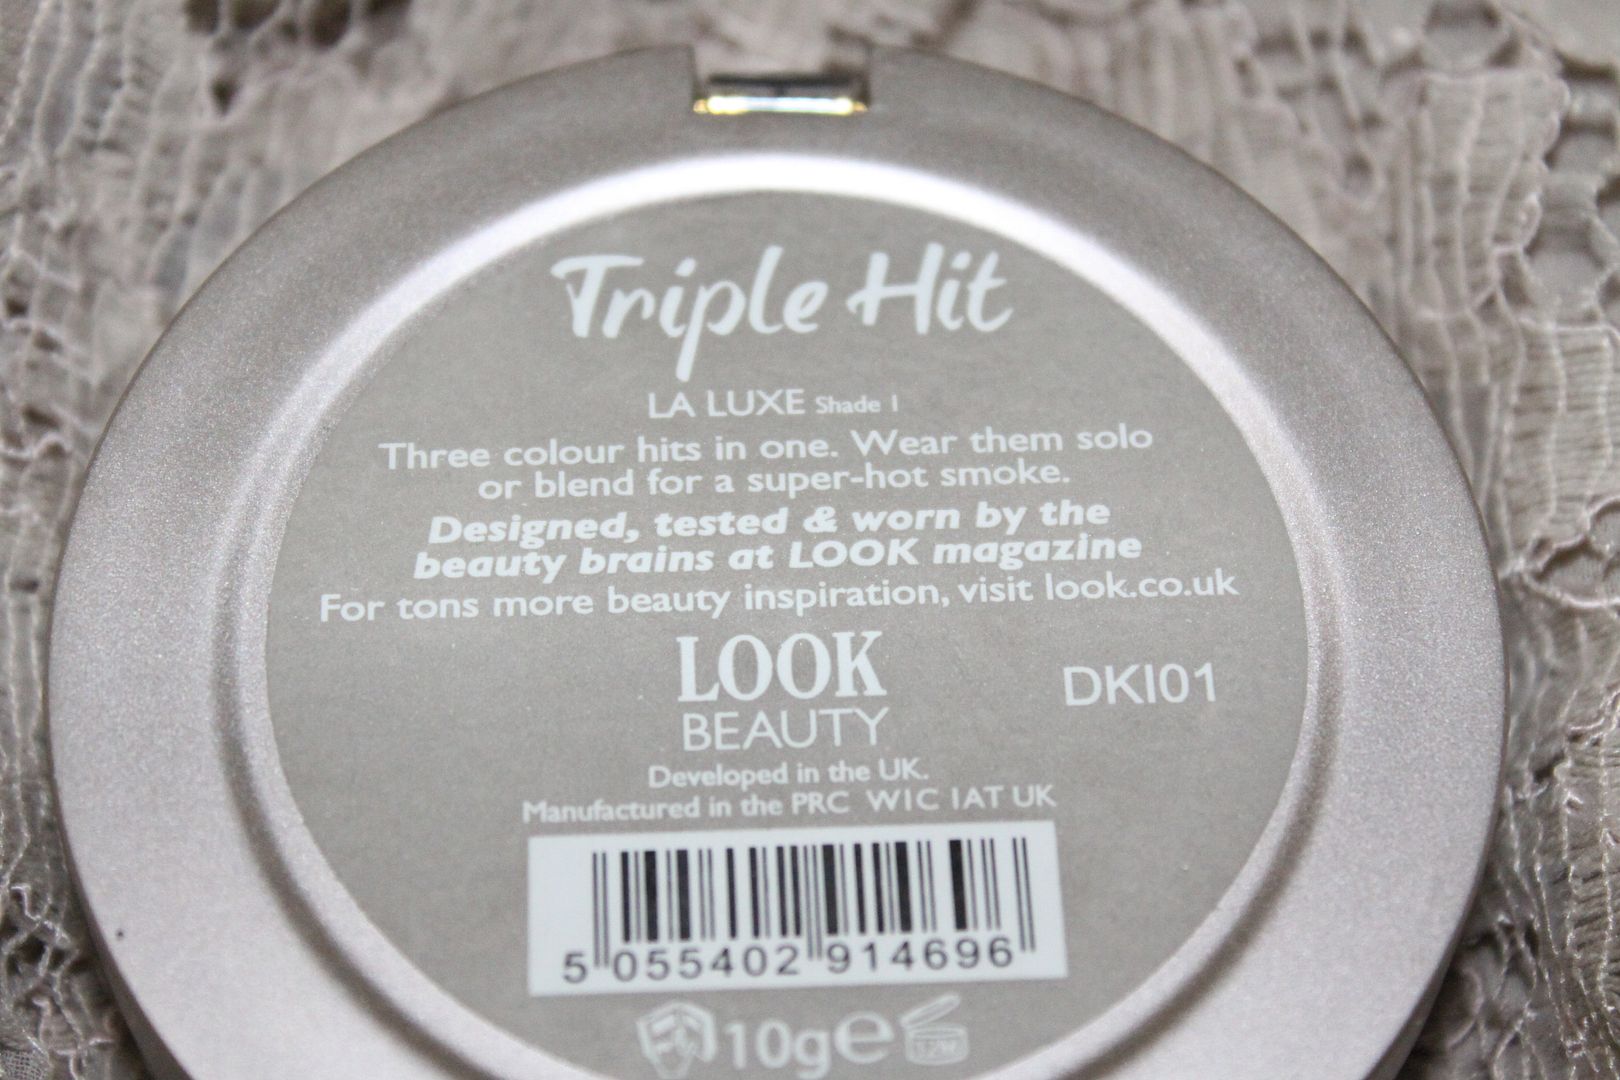 Triple Hit
LA LUXE Shade 1
Three colour hits in one. Wear them solo
or blend for a super-hot smoke.
Designed, tested & worn by the
beauty brains at LOOK magazine
For tons more beauty inspiration, visit look.co.uk
LOOK
BEAUTY
DKI01
Developed in the UK.
Manufactured in the PRC WIC 1AT UK
5 055402 914696
10g e